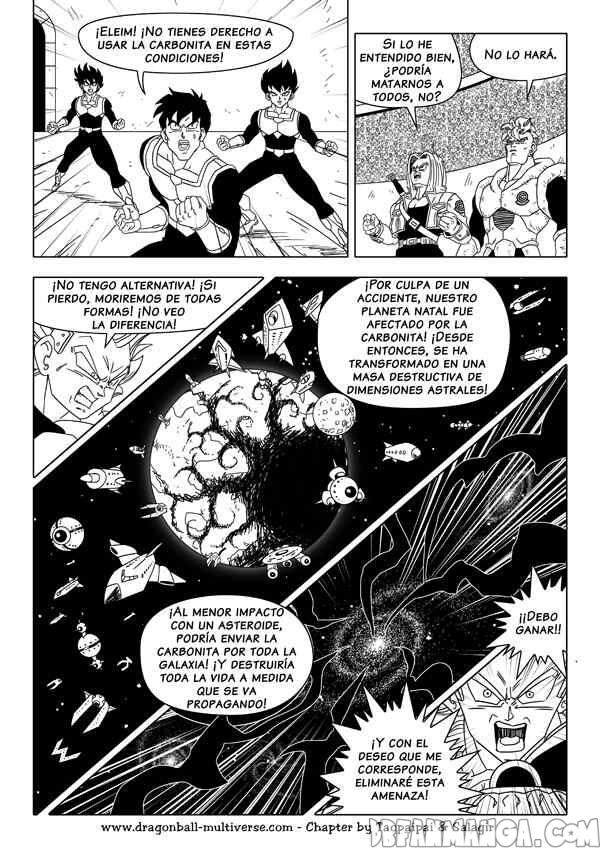 ¡ELEIM! ¡NO TIENES DERECHO A
USAR LA CARBONITA EN ESTAS
CONDICIONES!
SI LO HE
ENTENDIDO BIEN,
¿PODRÍA
MATARNOS A
TODOS, NO?
NO LO HARÁ.
¡NO TENGO ALTERNATIVA! ¡SI
PIERDO, MORIREMOS DE TODAS
FORMAS! ¡NO VEO
LA DIFERENCIA!
¡POR CULPA DE UN
ACCIDENTE, NUESTRO
PLANETA NATAL FUE
AFECTADO POR LA
CARBONITA! ¡DESDE
ENTONCES, SE HA
TRANSFORMADO EN UNA
MASA DESTRUCTIVA DE
DIMENSIONES ASTRALES!
¡AL MENOR IMPACTO
CON UN ASTEROIDE,
PODRÍA ENVIAR LA
CARBONITA POR TODA LA
GALAXIA! ¡Y DESTRUIRÍA
TODA LA VIDA A MEDIDA
QUE SE VA
PROPAGANDO!
¡¡DEBO
GANAR!!
¡Y CON EL
DESEO QUE ME
CORRESPONDE,
ELIMINARÉ ESTA
AMENAZA!
www.dragonball-multiverse.com - Chapter by Taqpaipai & Salagir
DBFANMANGA.COM